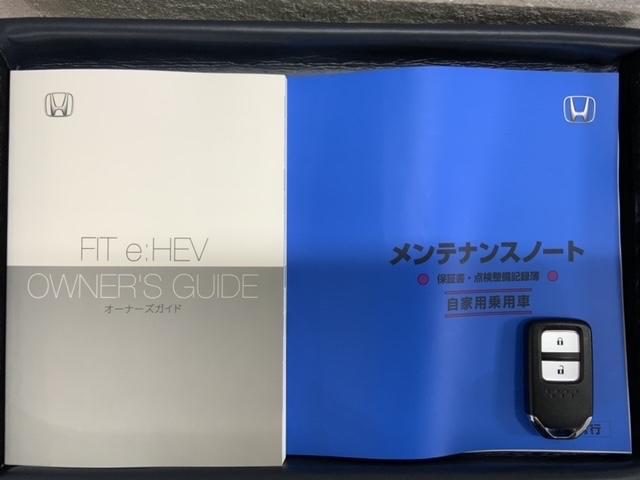 FIT e:HEV
OWNER'S GUIDE
オーナーズガイド
メンテナンスノート
保証書・点検整備記録簿
自家用乗用車
行